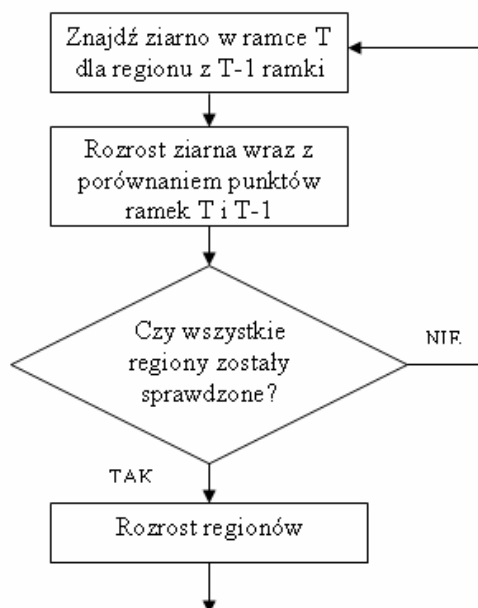 Znajdź ziarno w ramce T
dla regionu z T-1 ramki
Rozrost ziarna wraz z
porównaniem punktów
ramek T i T-1
Czy wszystkie
regiony zostały
sprawdzone?
NIE
TAK
Rozrost regionów